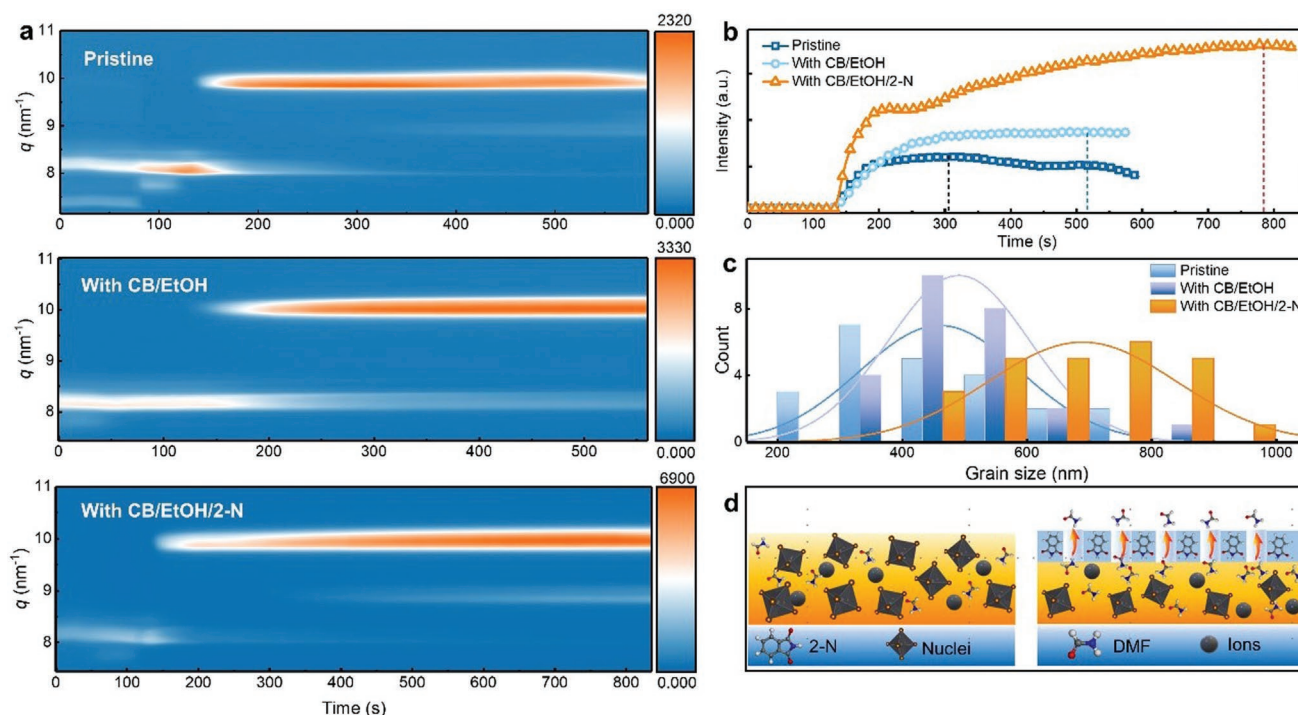 a
2320
11
Pristine
10
9
8
q (nm⁻¹)
0 100 200 300 400 500
0.000
3330
11
With CB/EtOH
10
9
8
q (nm⁻¹)
0 100 200 300 400 500
0.000
6900
11
With CB/EtOH/2-N
10
9
8
q (nm⁻¹)
0 100 200 300 400 500 600 700 800
0.000
Time (s)
b
Pristine
With CB/EtOH
With CB/EtOH/2-N
Intensity (a.u.)
0 100 200 300 400 500 600 700 800
Time (s)
c
Pristine
With CB/EtOH
With CB/EtOH/2-N
8
4
0
Count
200 400 600 800 1000
Grain size (nm)
d
2-N Nuclei DMF Ions